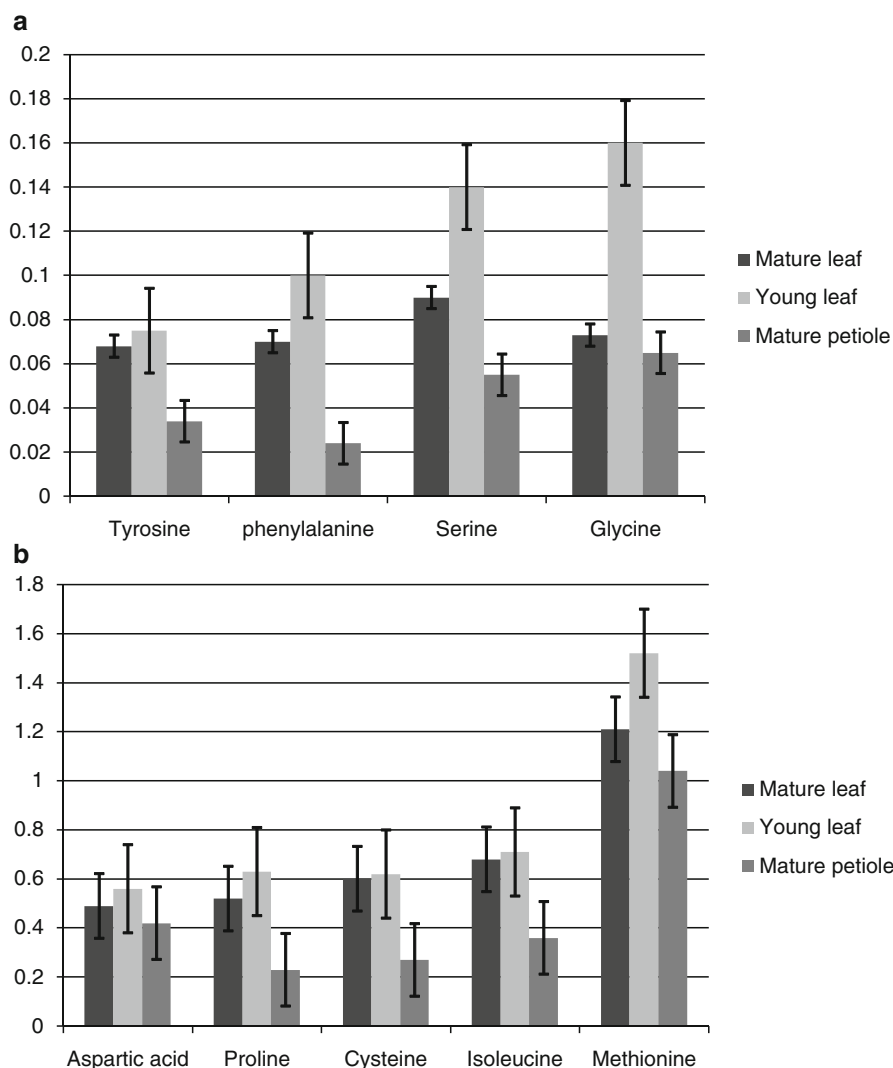 a
0.2
0.18
0.16
0.14
0.12
0.1
0.08
0.06
0.04
0.02
0
Tyrosine phenylalanine Serine Glycine
Mature leaf
Young leaf
Mature petiole
b
1.8
1.6
1.4
1.2
1
0.8
0.6
0.4
0.2
0
Aspartic acid Proline Cysteine Isoleucine Methionine
Mature leaf
Young leaf
Mature petiole